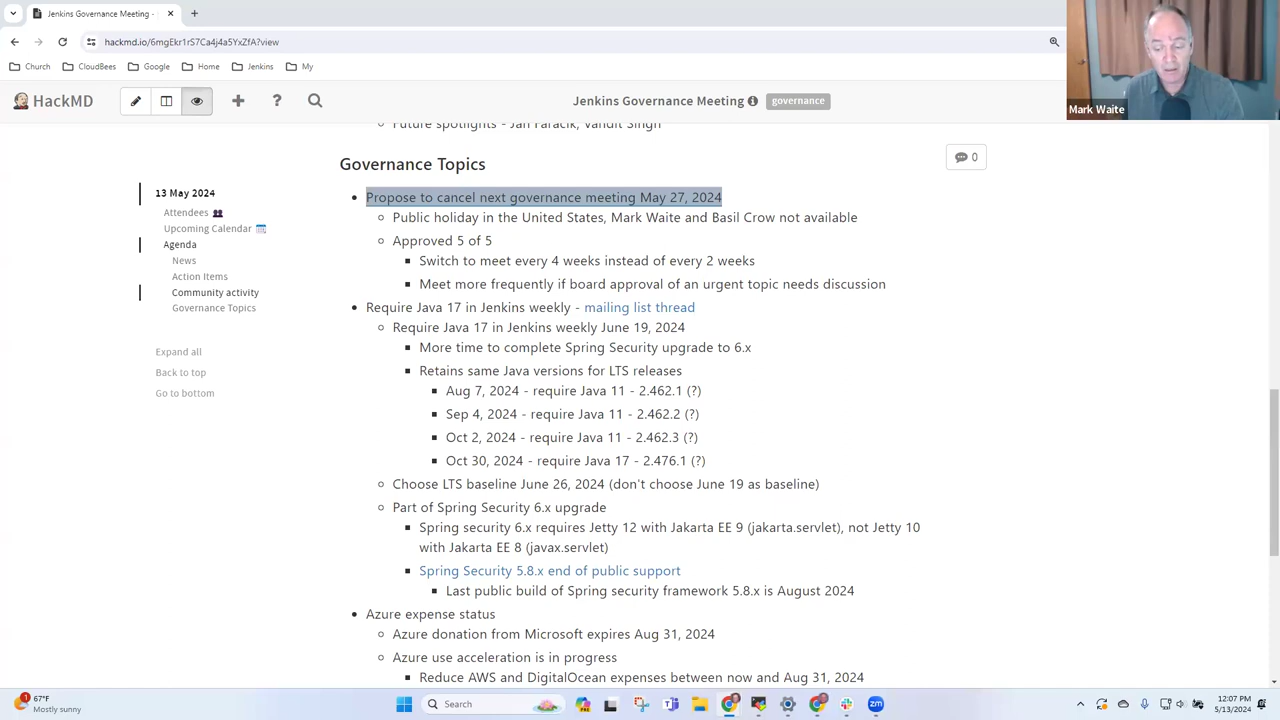 Jenkins Governance Meeting -
hackmd.io/6mgEkr1rS7Ca4j4a5YxZfA?view
Church
CloudBees
Google
Home
Jenkins
My
Mark Waite
HackMD
Jenkins Governance Meeting
governance
Future spotlights - Jan Faracik, Vandit Singh
0
13 May 2024
Attendees
Upcoming Calendar
Agenda
News
Action Items
Community activity
Governance Topics
Expand all
Back to top
Go to bottom
Governance Topics
Propose to cancel next governance meeting May 27, 2024
Public holiday in the United States, Mark Waite and Basil Crow not available
Approved 5 of 5
Switch to meet every 4 weeks instead of every 2 weeks
Meet more frequently if board approval of an urgent topic needs discussion
Require Java 17 in Jenkins weekly - mailing list thread
Require Java 17 in Jenkins weekly June 19, 2024
More time to complete Spring Security upgrade to 6.x
Retains same Java versions for LTS releases
Aug 7, 2024 - require Java 11 - 2.462.1 (?)
Sep 4, 2024 - require Java 11 - 2.462.2 (?)
Oct 2, 2024 - require Java 11 - 2.462.3 (?)
Oct 30, 2024 - require Java 17 - 2.476.1 (?)
Choose LTS baseline June 26, 2024 (don't choose June 19 as baseline)
Part of Spring Security 6.x upgrade
Spring security 6.x requires Jetty 12 with Jakarta EE 9 (jakarta.servlet), not Jetty 10
with Jakarta EE 8 (javax.servlet)
Spring Security 5.8.x end of public support
Last public build of Spring security framework 5.8.x is August 2024
Azure expense status
Azure donation from Microsoft expires Aug 31, 2024
Azure use acceleration is in progress
Reduce AWS and DigitalOcean expenses between now and Aug 31, 2024
1
67°F
Mostly sunny
Search
12:07 PM
5/13/2024